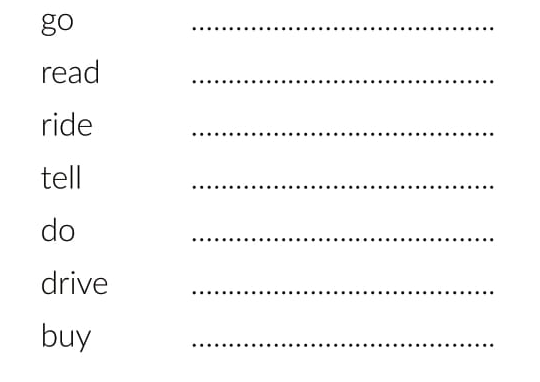 go ......................................................
read ......................................................
ride ......................................................
tell ......................................................
do ......................................................
drive ......................................................
buy ......................................................